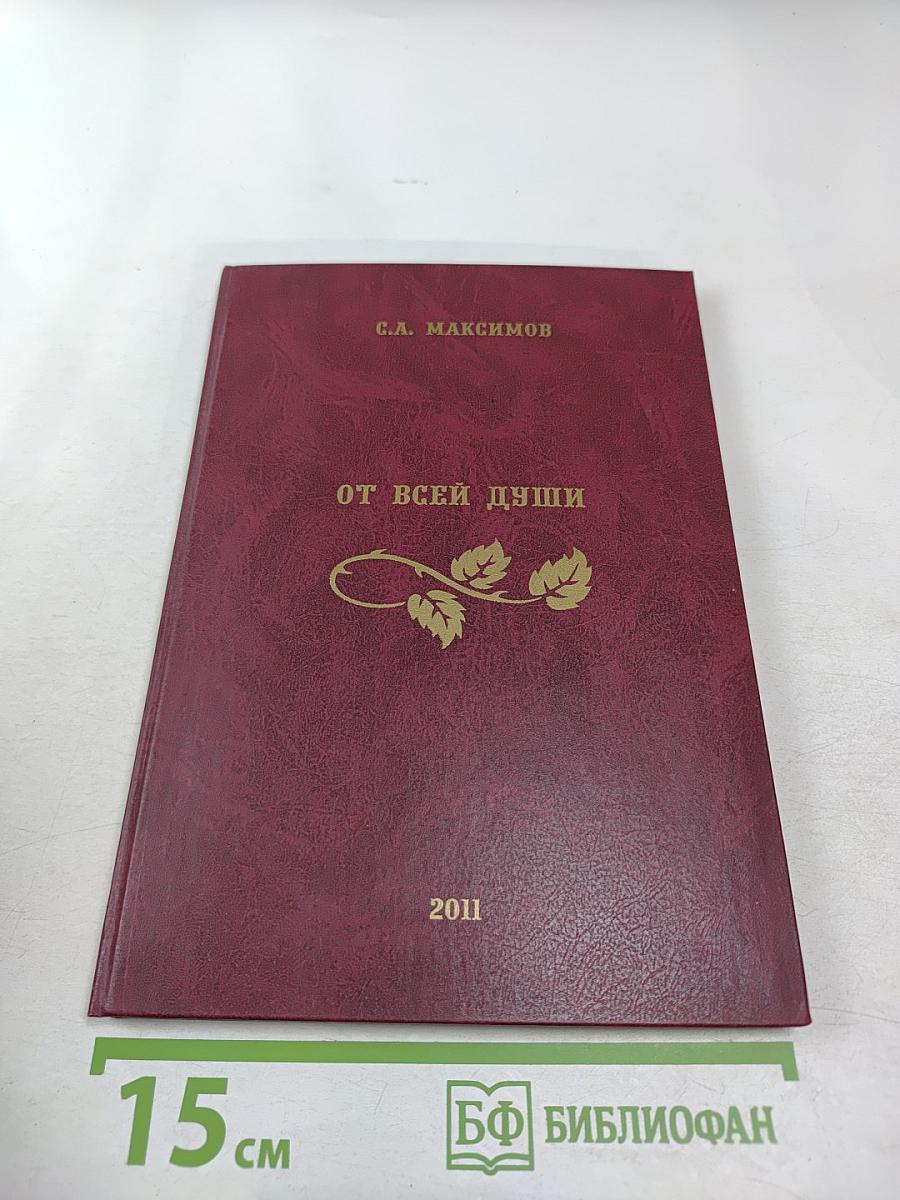 С.А. МАКСИМОВ
ОТ ВСЕЙ ДУШИ
2011
15 см
БФ БИБЛИОФАН